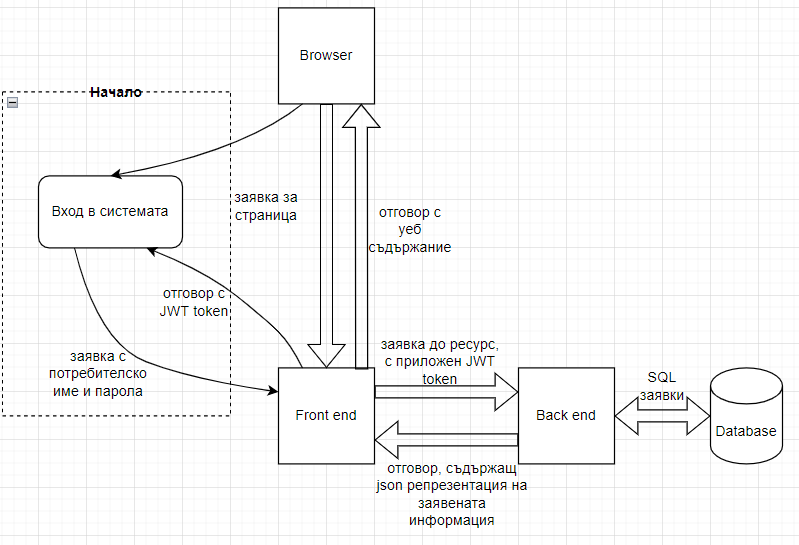 Browser
Начало
Вход в системата
заявка за
страница
отговор с
уеб
съдържание
отговор с
JWT token
заявка с
потребителско
име и парола
заявка до ресурс,
с приложен JWT
token
SQL
заявки
Front end
Back end
Database
отговор, съдържащ
json репрезентация на
заявената
информация